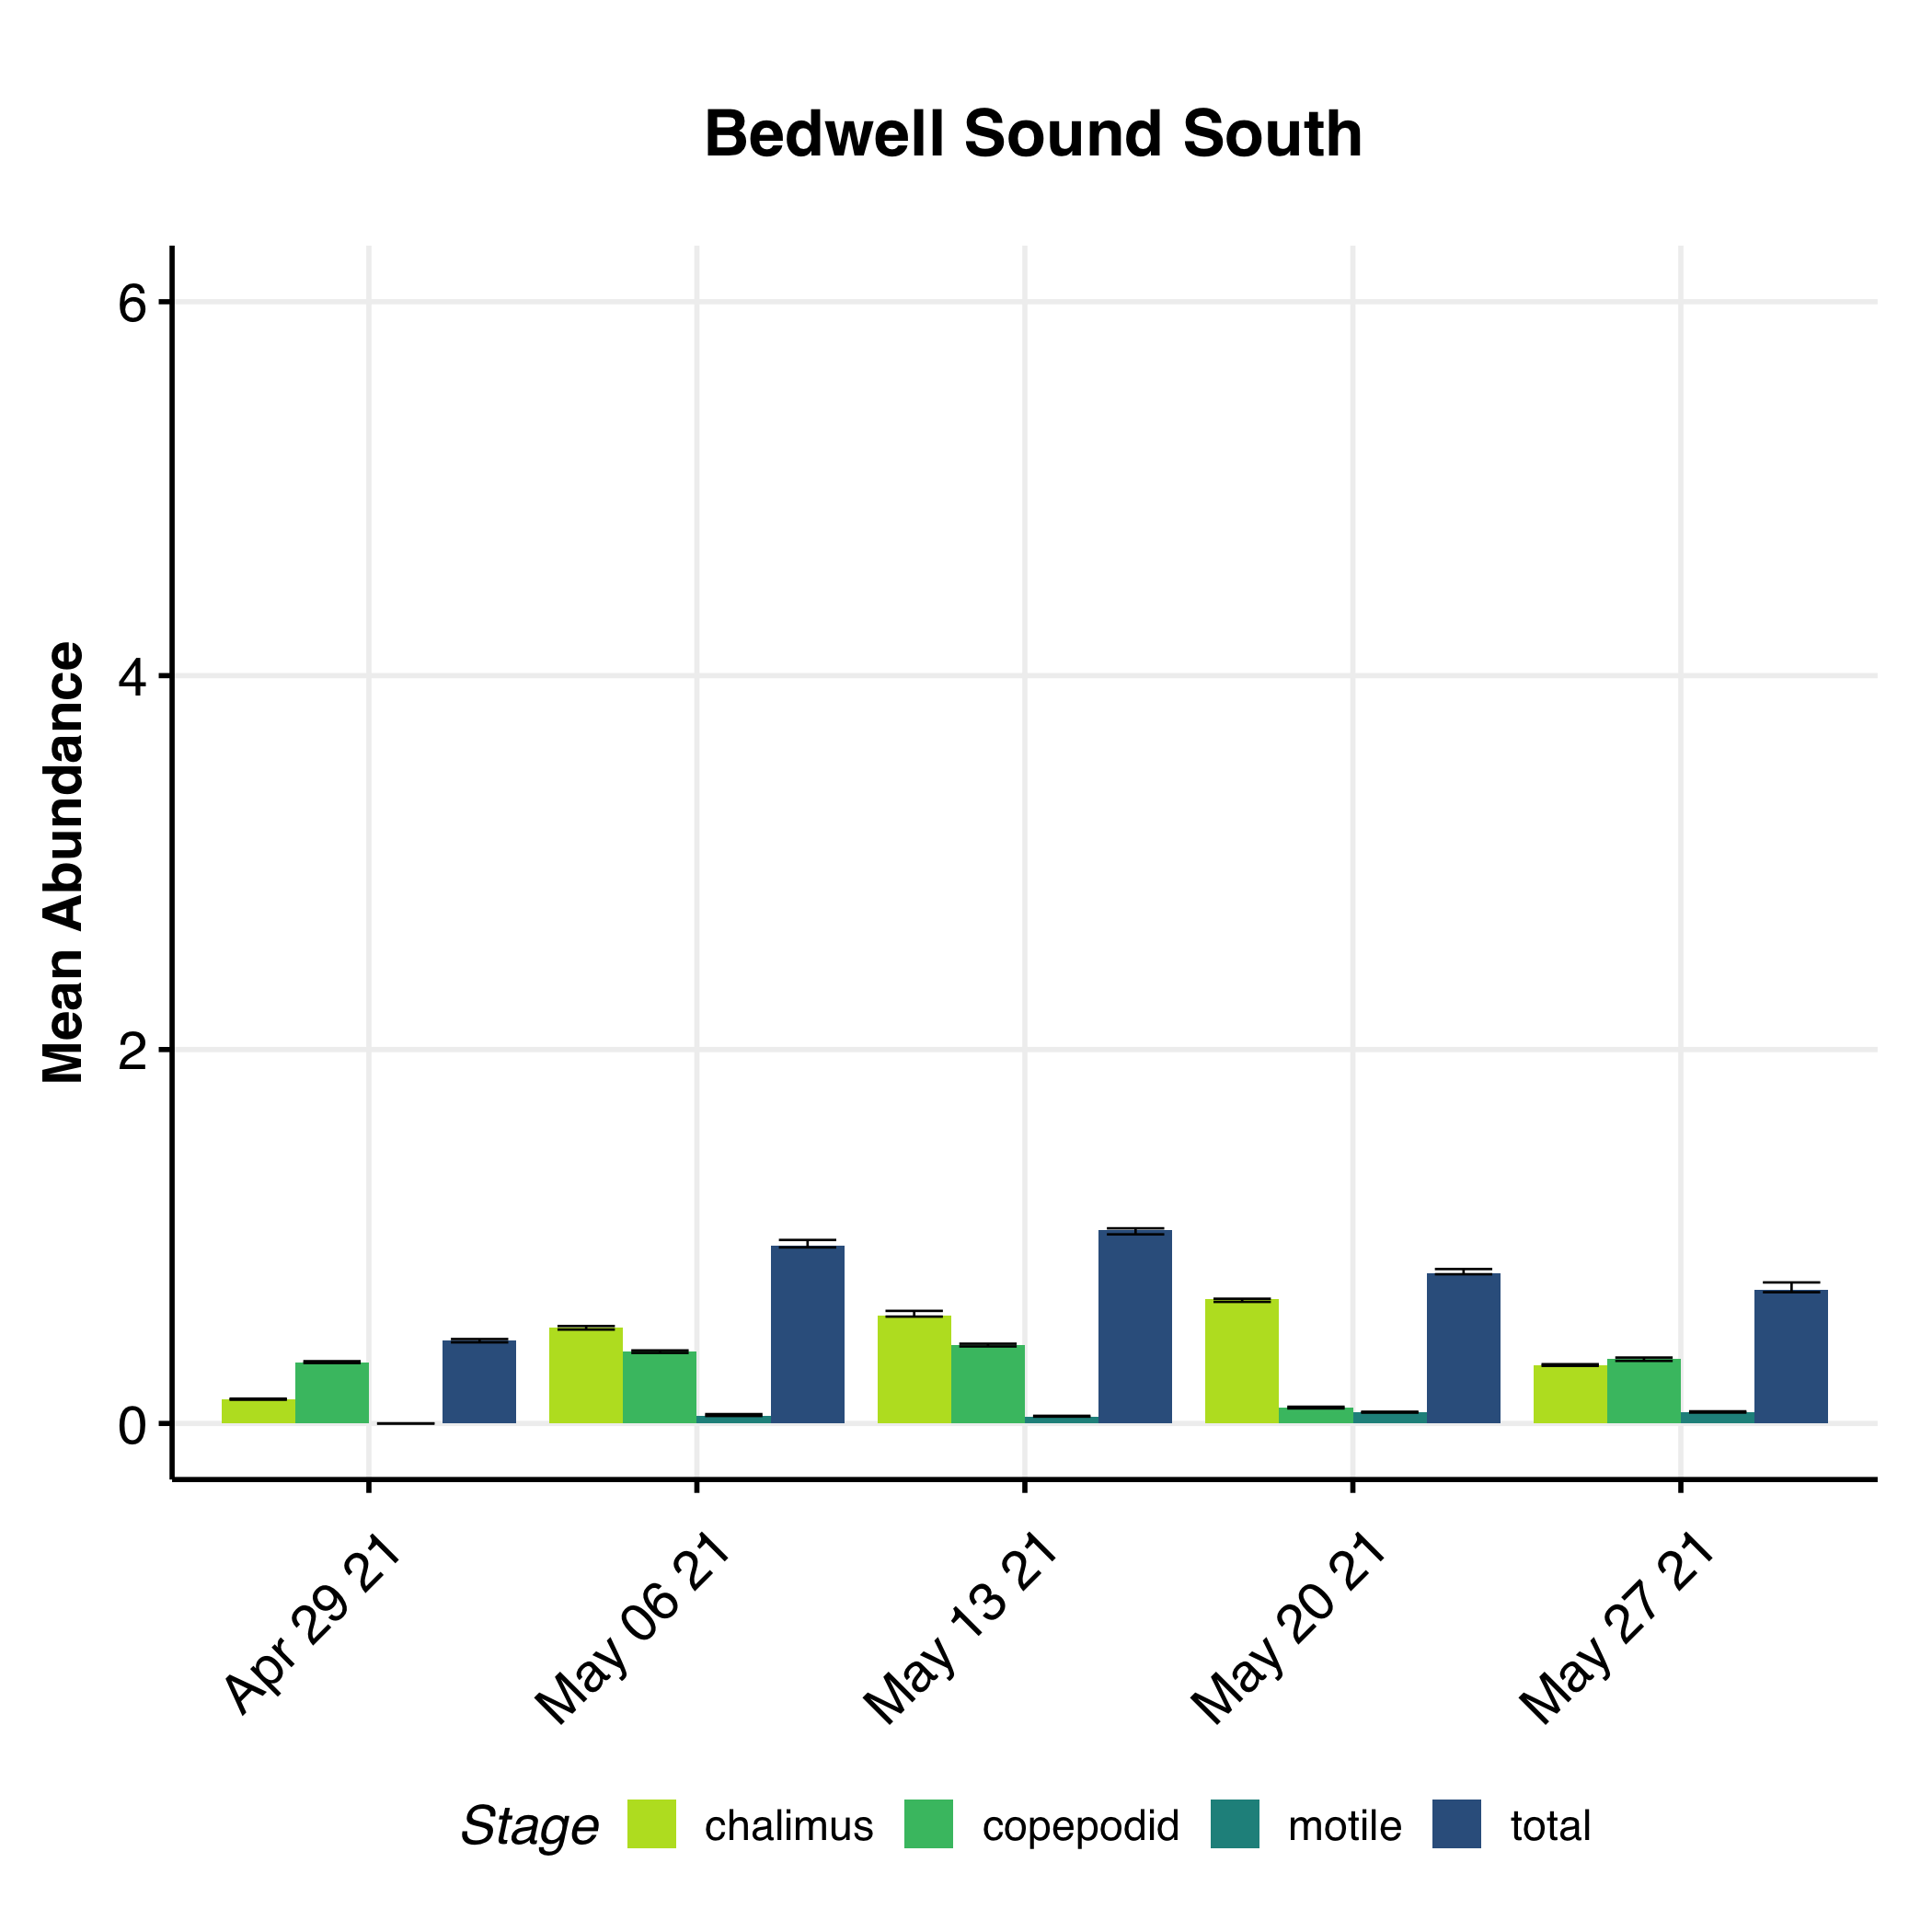 Bedwell Sound South
Mean Abundance
6
4
2
0
Apr 29 21
May 06 21
May 13 21
May 20 21
May 27 21
Stage chalimus copepodid motile total